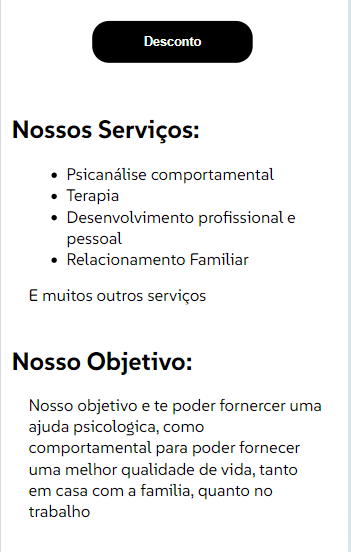 Desconto
Nossos Serviços:
• Psicanálise comportamental
• Terapia
• Desenvolvimento profissional e
pessoal
• Relacionamento Familiar
E muitos outros serviços
Nosso Objetivo:
Nosso objetivo e te poder fornercer uma
ajuda psicologica, como
comportamental para poder fornecer
uma melhor qualidade de vida, tanto
em casa com a familia, quanto no
trabalho